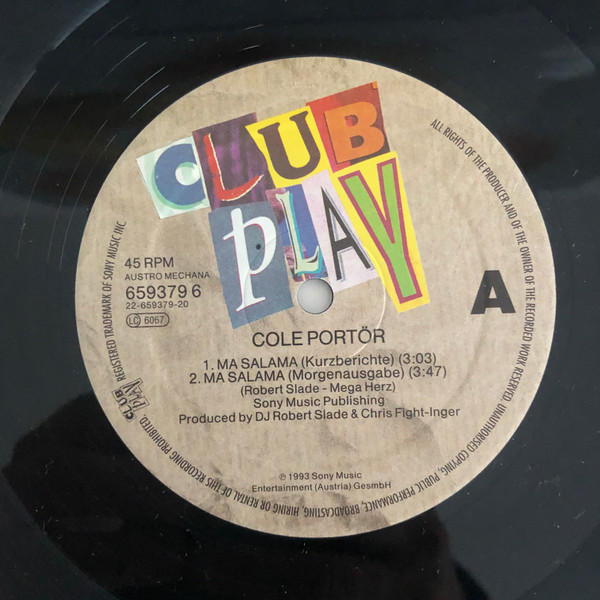 CLUB
PLAY
45 RPM
AUSTRO MECHANA
659379 6
22-659379-20
LC 6067
A
COLE PORTÖR
1. MA SALAMA (Kurzberichte) (3:03)
2. MA SALAMA (Morgenausgabe) (3:47)
(Robert Slade - Mega Herz)
Sony Music Publishing
Produced by DJ Robert Slade & Chris Fight-Inger
℗ 1993 Sony Music
Entertainment (Austria) GesmbH
ALL RIGHTS OF THE PRODUCER AND OF THE OWNER OF THE RECORDED WORK RESERVED. UNAUTHORISED COPYING, PUBLIC PERFORMANCE, BROADCASTING, HIRING OR RENTAL OF THIS RECORDING PROHIBITED.
CLUB PLAY REGISTERED TRADEMARK OF SONY MUSIC INC